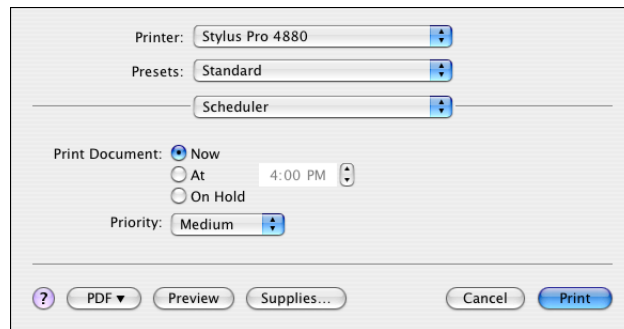 Printer: Stylus Pro 4880
Presets: Standard
Scheduler
Print Document: Now
At 4:00 PM
On Hold
Priority: Medium
? PDF ▼ Preview Supplies... Cancel Print